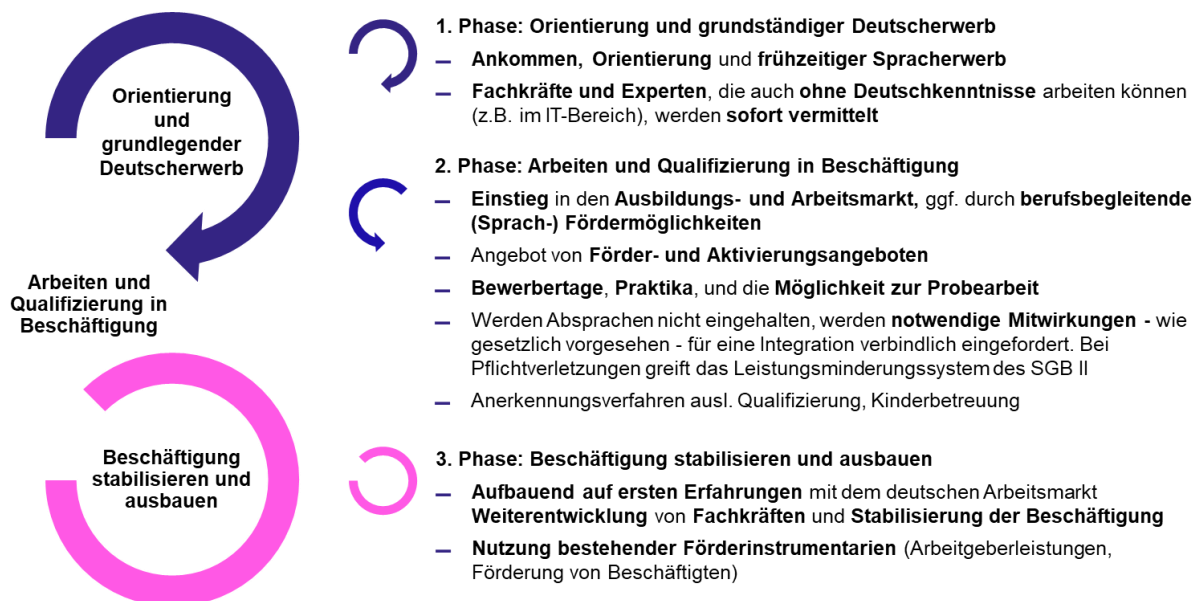 Orientierung
und
grundlegender
Deutscherwerb
Arbeiten und
Qualifizierung in
Beschäftigung
Beschäftigung
stabilisieren und
ausbauen
1. Phase: Orientierung und grundständiger Deutscherwerb
– Ankommen, Orientierung und frühzeitiger Spracherwerb
– Fachkräfte und Experten, die auch ohne Deutschkenntnisse arbeiten können
(z.B. im IT-Bereich), werden sofort vermittelt
2. Phase: Arbeiten und Qualifizierung in Beschäftigung
– Einstieg in den Ausbildungs- und Arbeitsmarkt, ggf. durch berufsbegleitende
(Sprach-) Fördermöglichkeiten
– Angebot von Förder- und Aktivierungsangeboten
– Bewerbertage, Praktika, und die Möglichkeit zur Probearbeit
– Werden Absprachen nicht eingehalten, werden notwendige Mitwirkungen - wie
gesetzlich vorgesehen - für eine Integration verbindlich eingefordert. Bei
Pflichtverletzungen greift das Leistungsminderungssystem des SGB II
– Anerkennungsverfahren ausl. Qualifizierung, Kinderbetreuung
3. Phase: Beschäftigung stabilisieren und ausbauen
– Aufbauend auf ersten Erfahrungen mit dem deutschen Arbeitsmarkt
Weiterentwicklung von Fachkräften und Stabilisierung der Beschäftigung
– Nutzung bestehender Förderinstrumentarien (Arbeitgeberleistungen,
Förderung von Beschäftigten)